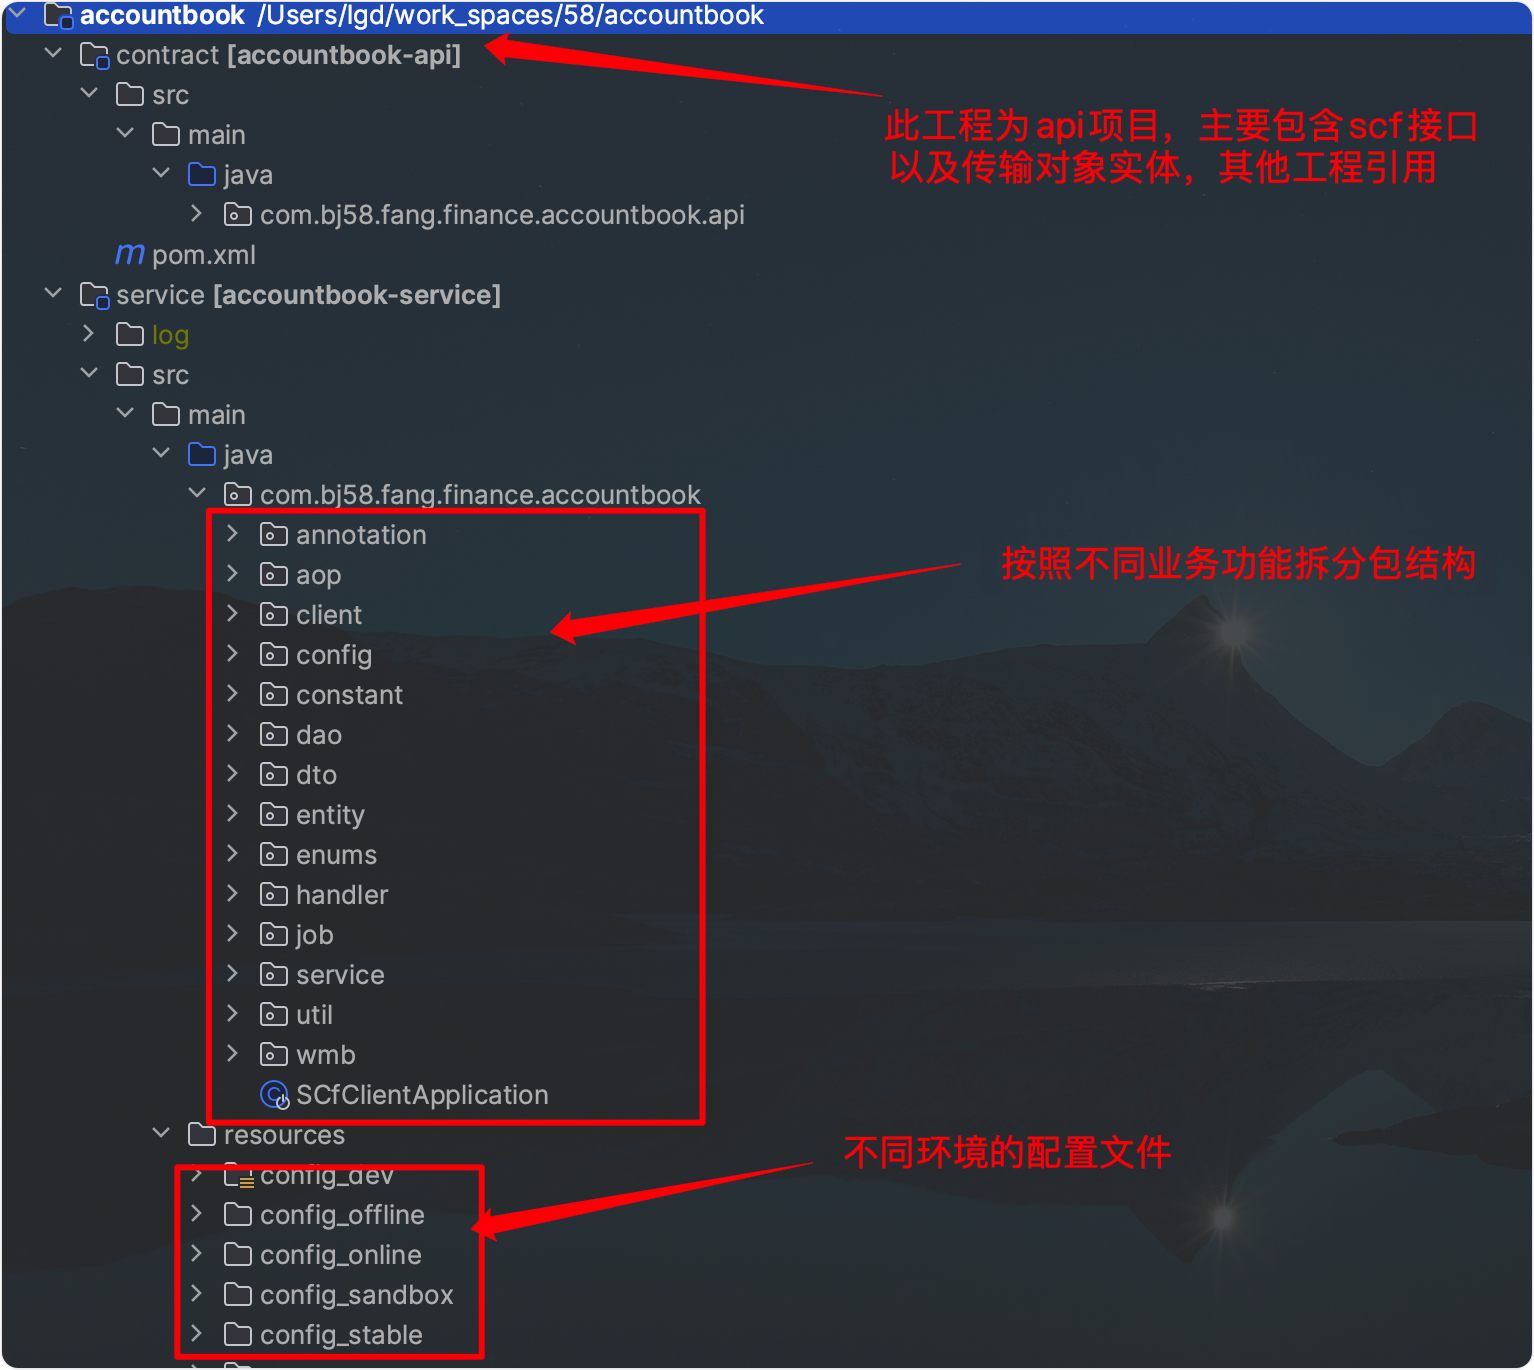 accountbook /Users/lgd/work_spaces/58/accountbook
contract [accountbook-api]
src
main
java
com.bj58.fang.finance.accountbook.api
pom.xml
此工程为api项目，主要包含scf接口
以及传输对象实体，其他工程引用
service [accountbook-service]
log
src
main
java
com.bj58.fang.finance.accountbook
annotation
aop
client
config
constant
dao
dto
entity
enums
handler
job
service
util
wmb
SCfClientApplication
按照不同业务功能拆分包结构
resources
config_dev
config_offline
config_online
config_sandbox
config_stable
不同环境的配置文件